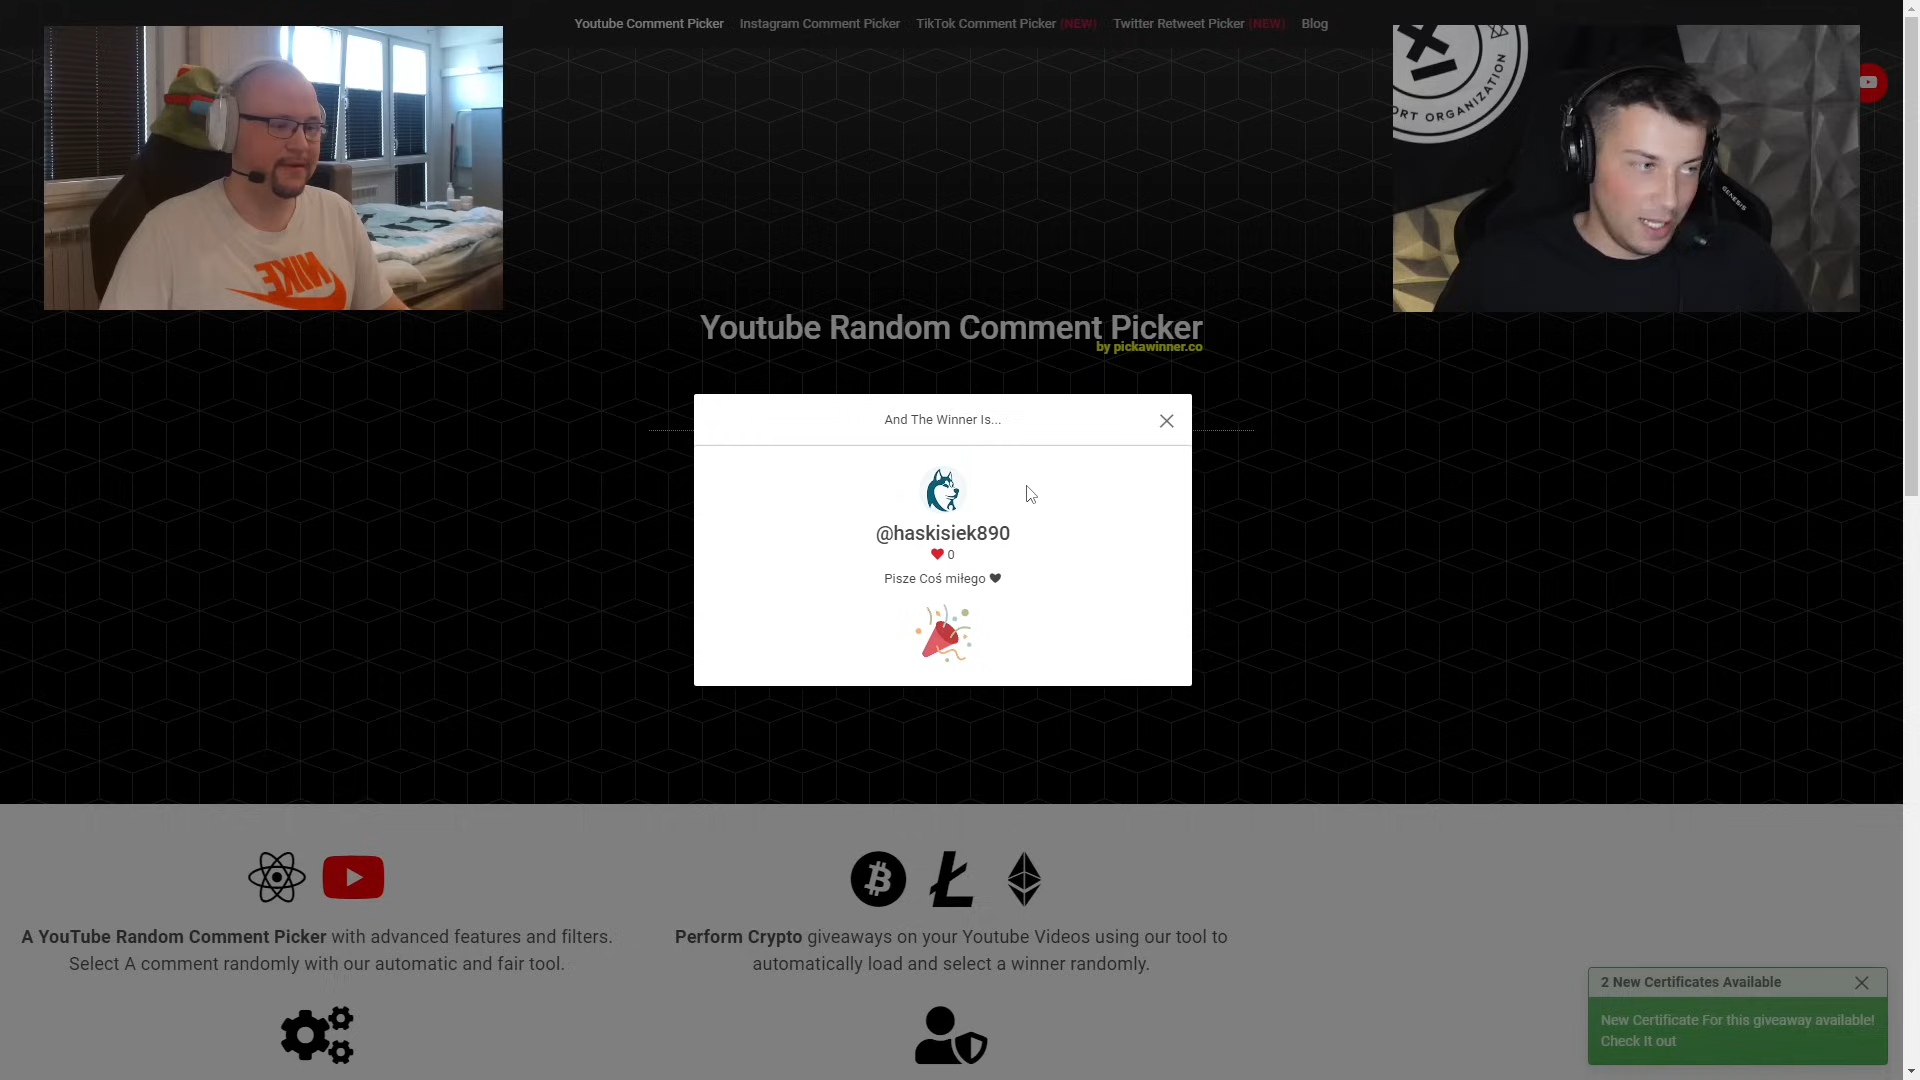 Youtube Comment Picker Instagram Comment Picker TikTok Comment Picker (NEW) Twitter Retweet Picker (NEW) Blog
RT ORGANIZATION
GENESIS
NIKE
Youtube Random Comment Picker
by pickawinner.co
And The Winner Is...
@haskisiek890
0
Pisze Coś miłego 🖤
A YouTube Random Comment Picker with advanced features and filters.
Select A comment randomly with our automatic and fair tool.
Perform Crypto giveaways on your Youtube Videos using our tool to
automatically load and select a winner randomly.
2 New Certificates Available
New Certificate For this giveaway available!
Check It out